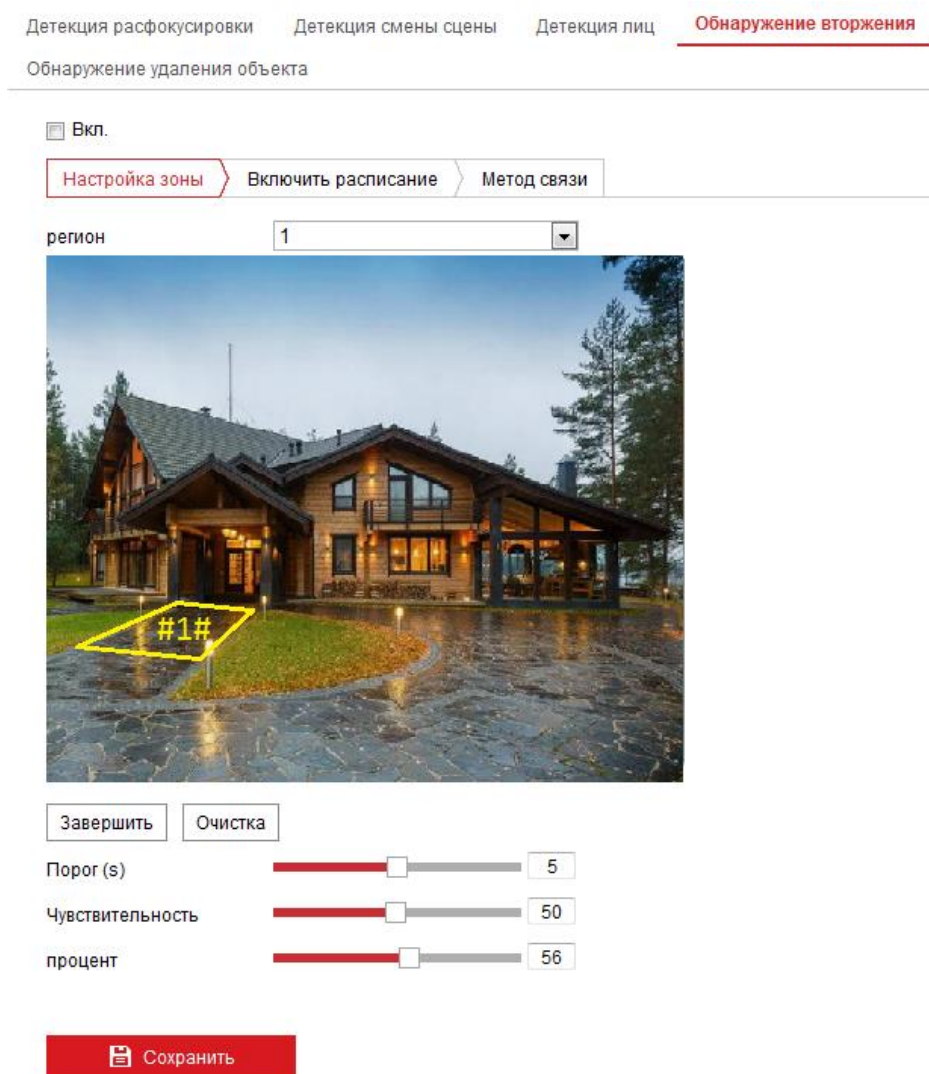 Детекция расфокусировки Детекция смены сцены Детекция лиц Обнаружение вторжения
Обнаружение удаления объекта
Вкл.
Настройка зоны Включить расписание Метод связи
регион 1
#1#
Завершить Очистка
Порог (s) 5
Чувствительность 50
процент 56
Сохранить